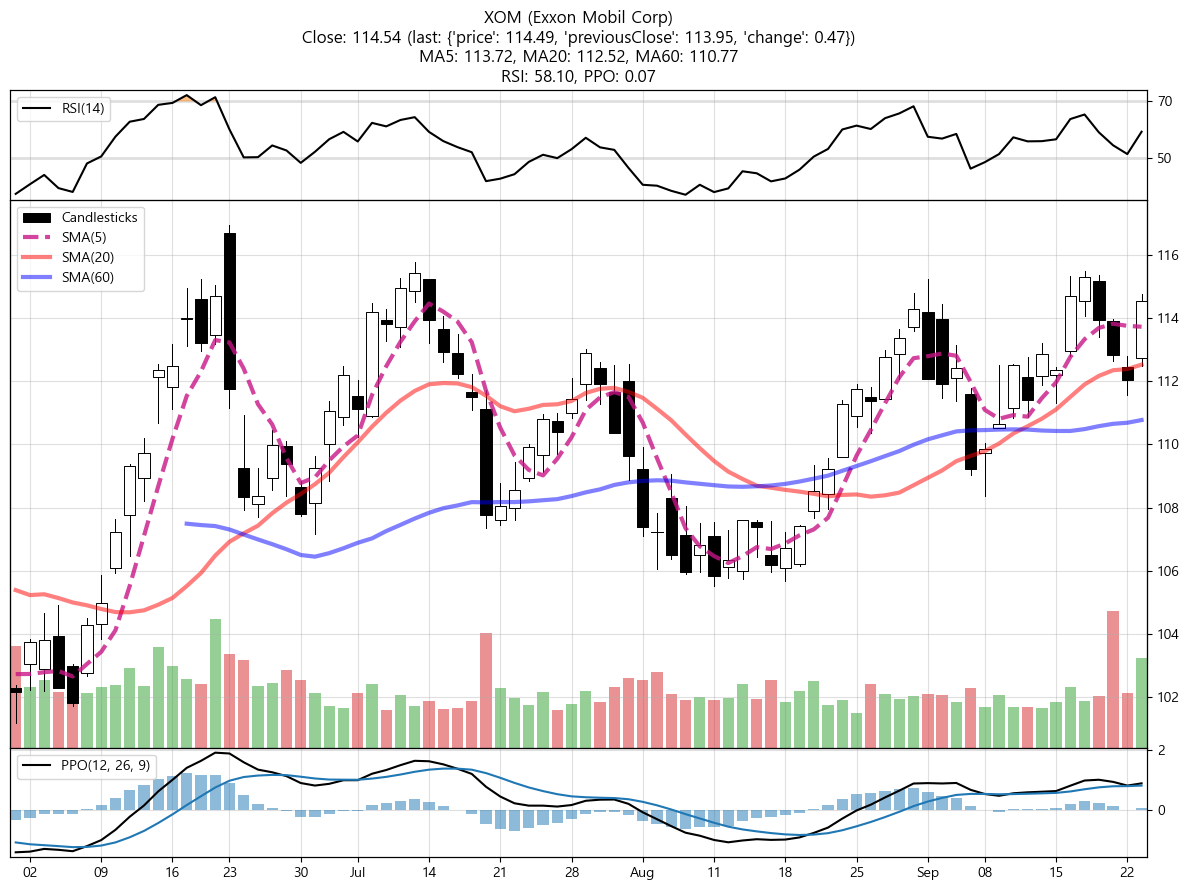 XOM (Exxon Mobil Corp)
Close: 114.54 (last: {'price': 114.49, 'previousClose': 113.95, 'change': 0.47})
MA5: 113.72, MA20: 112.52, MA60: 110.77
RSI: 58.10, PPO: 0.07
RSI(14)
70
50
Candlesticks
SMA(5)
SMA(20)
SMA(60)
116
114
112
110
108
106
104
102
PPO(12, 26, 9)
2
0
02 09 16 23 30 Jul 14 21 28 Aug 11 18 25 Sep 08 15 22